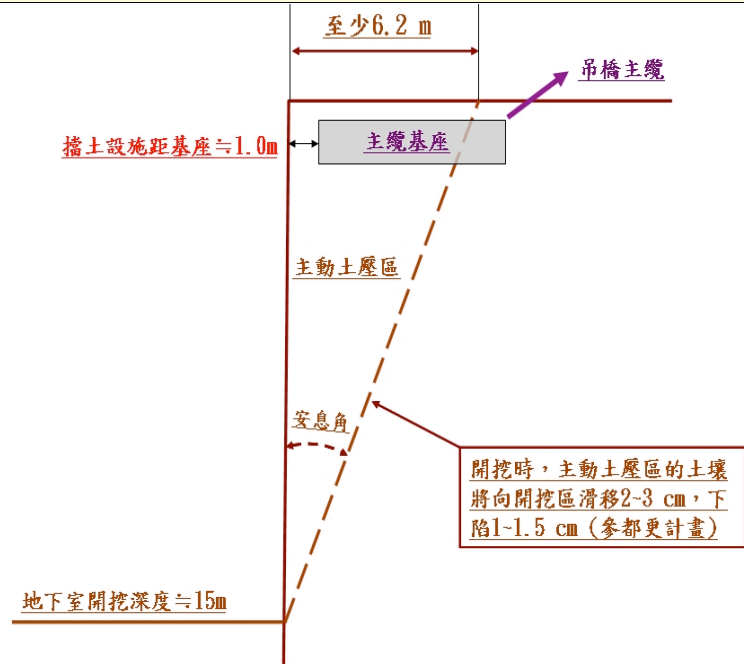 至少6.2 m
吊橋主纜
擋土設施距基座≒1.0m
主纜基座
主動土壓區
安息角
開挖時，主動土壓區的土壤
將向開挖區滑移2~3 cm，下
陷1~1.5 cm (參都更計畫)
地下室開挖深度≒15m